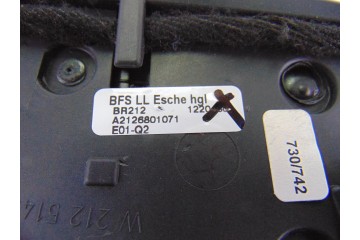 BFS LL Esche hgl
BR212
A2126801071
E01-Q2
730/742
W 212 514